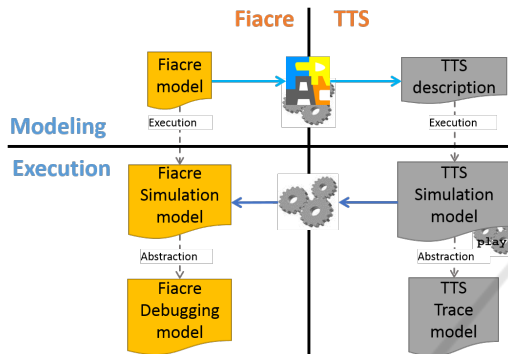 Fiacre TTS
Fiacre
model
TTS
description
Execution
Execution
Modeling
Execution
Fiacre
Simulation
model
TTS
Simulation
model
play
Abstraction
Abstraction
Fiacre
Debugging
model
TTS
Trace
model